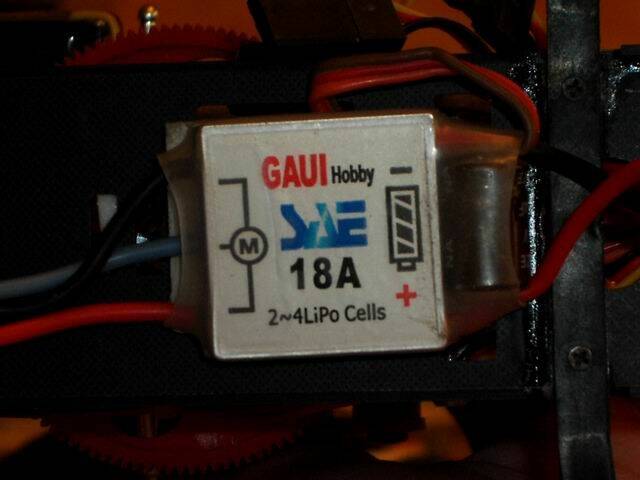 GAUI Hobby
SAE
18A
2~4LiPo Cells
M
−
+